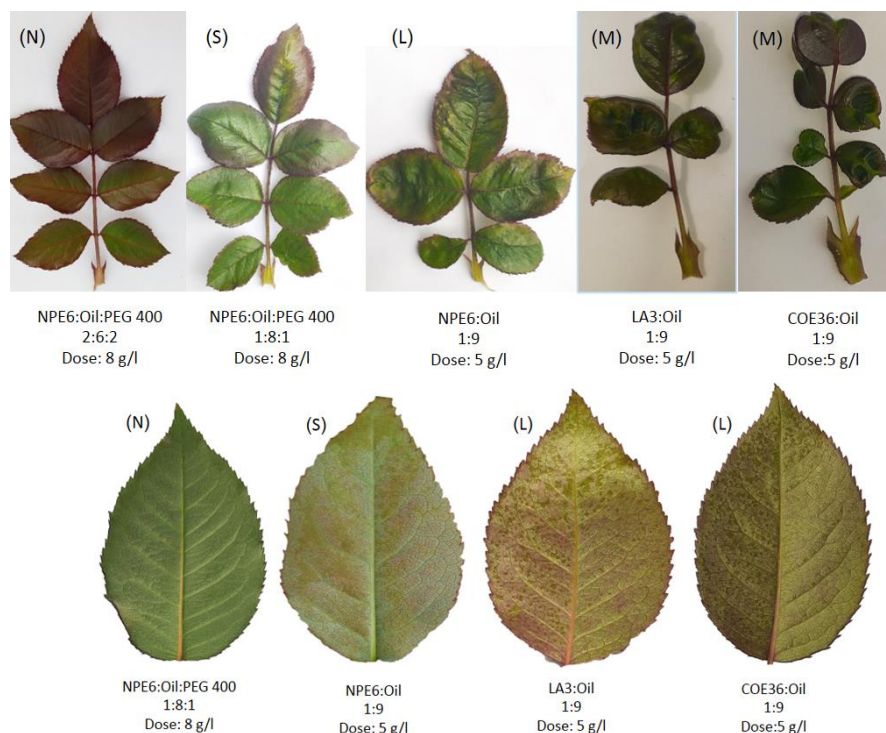 (N)
(S)
(L)
(M)
(M)
NPE6:Oil:PEG 400
2:6:2
Dose: 8 g/l
NPE6:Oil:PEG 400
1:8:1
Dose: 8 g/l
NPE6:Oil
1:9
Dose: 5 g/l
LA3:Oil
1:9
Dose: 5 g/l
COE36:Oil
1:9
Dose:5 g/l
(N)
(S)
(L)
(L)
NPE6:Oil:PEG 400
1:8:1
Dose: 8 g/l
NPE6:Oil
1:9
Dose: 5 g/l
LA3:Oil
1:9
Dose: 5 g/l
COE36:Oil
1:9
Dose:5 g/l